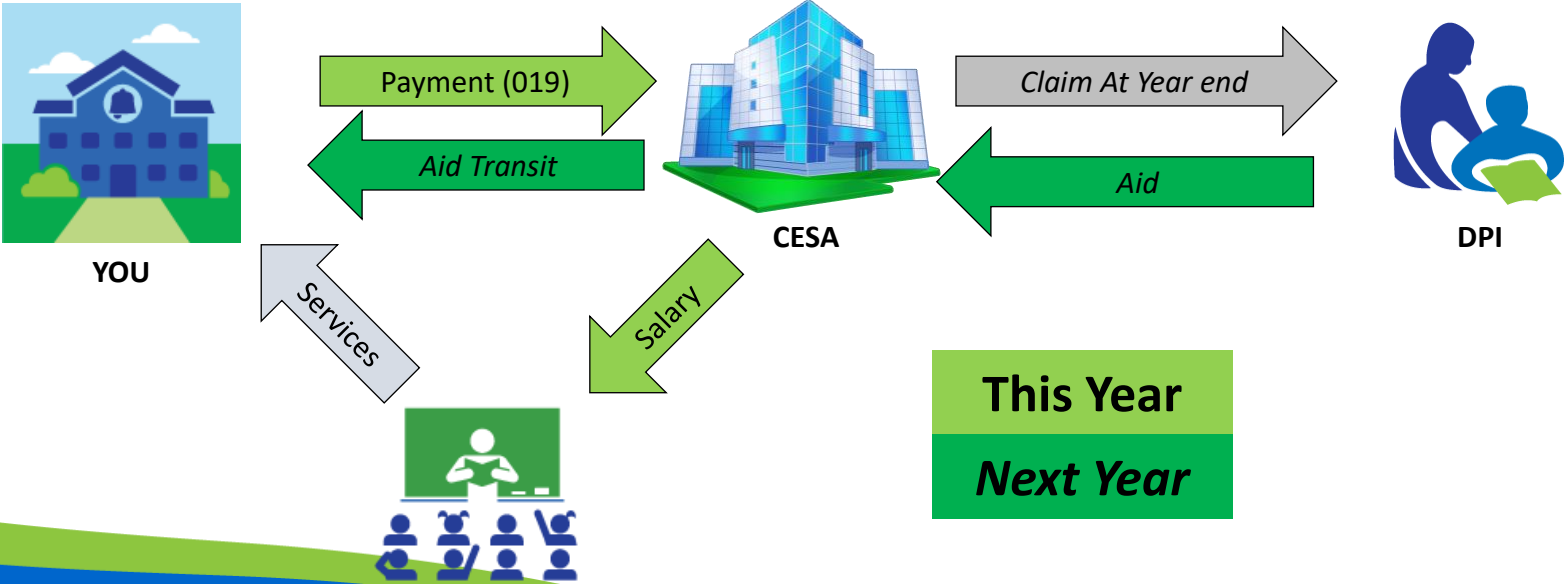 Payment (019)
Claim At Year end
Aid Transit
Aid
YOU
CESA
DPI
Services
Salary
This Year
Next Year